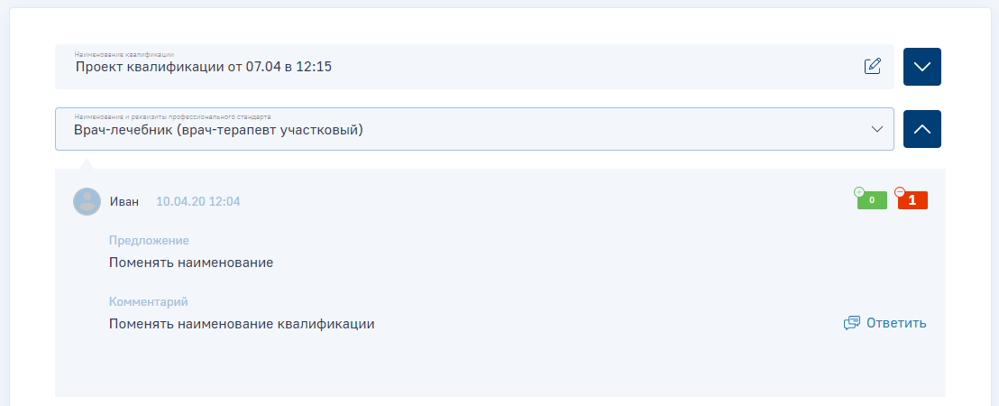 Наименование квалификации
Проект квалификации от 07.04 в 12:15
Наименование и реквизиты профессионального стандарта
Врач-лечебник (врач-терапевт участковый)
Иван 10.04.20 12:04 0 1
Предложение
Поменять наименование
Комментарий
Поменять наименование квалификации
Ответить